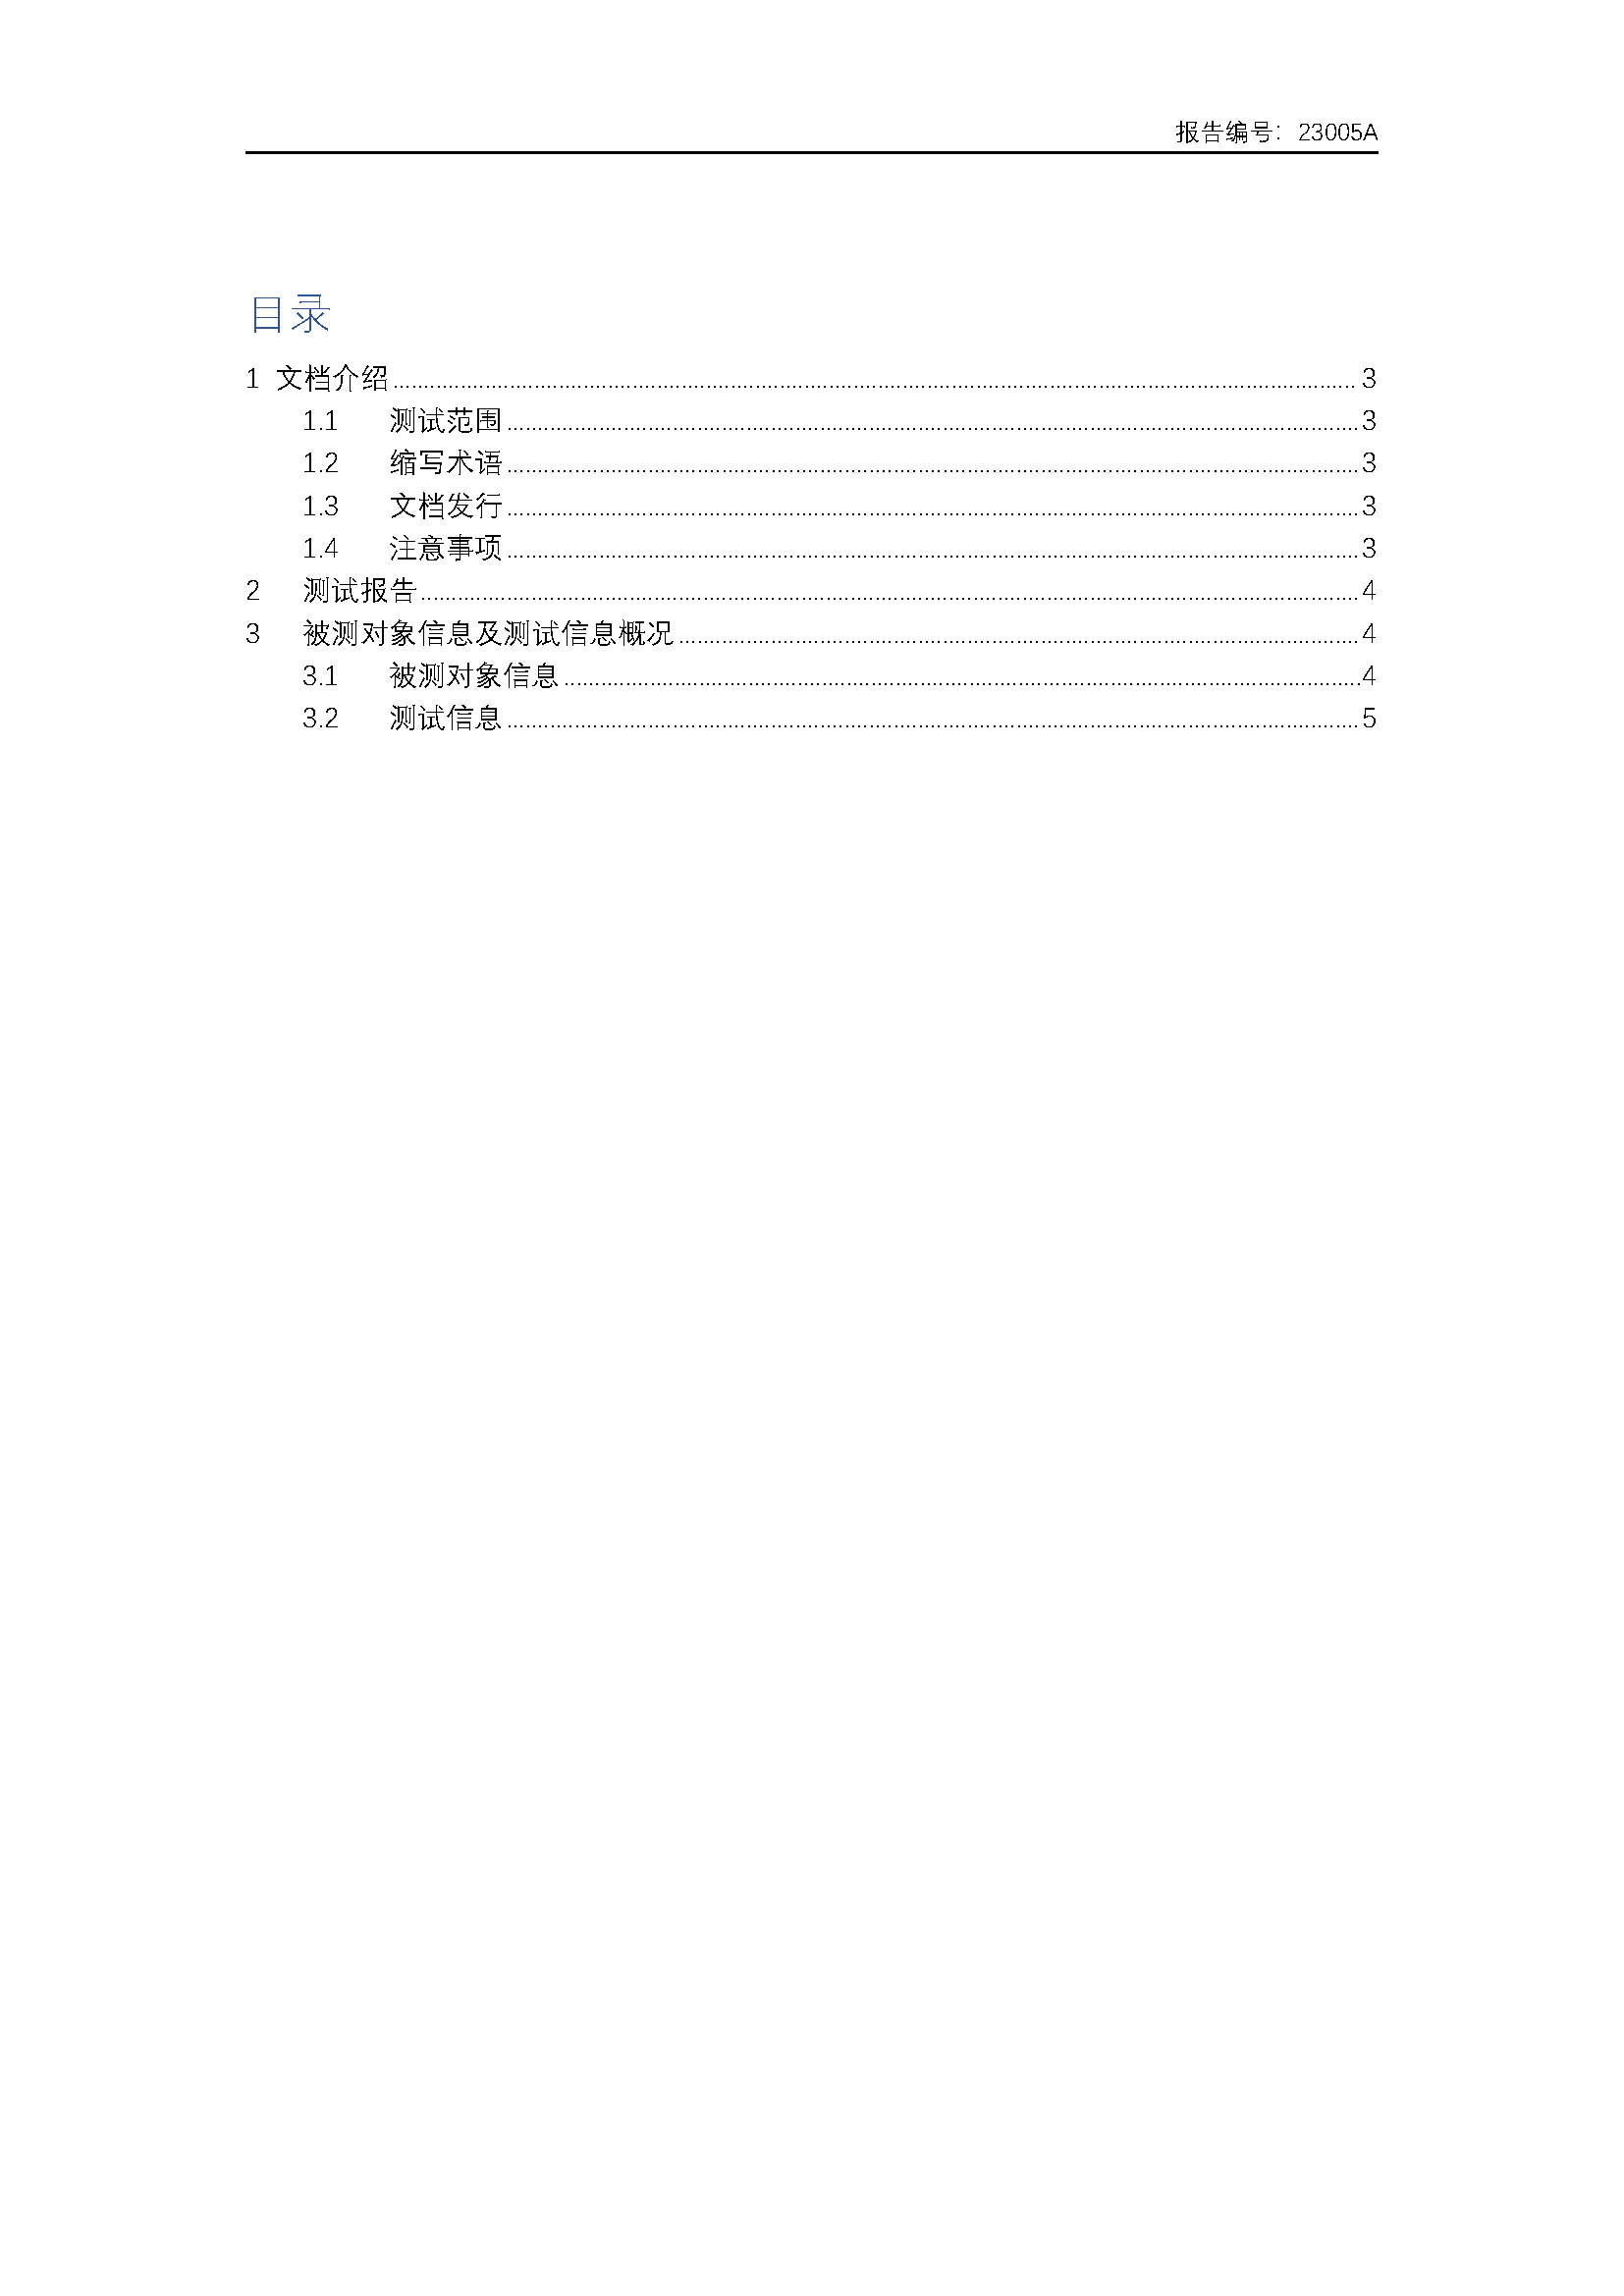 报告编号：23005A
目录
1 文档介绍........................................ 3
1.1 测试范围........................................ 3
1.2 缩写术语........................................ 3
1.3 文档发行........................................ 3
1.4 注意事项........................................ 3
2 测试报告........................................ 4
3 被测对象信息及测试信息概况........................................ 4
3.1 被测对象信息........................................ 4
3.2 测试信息........................................ 5